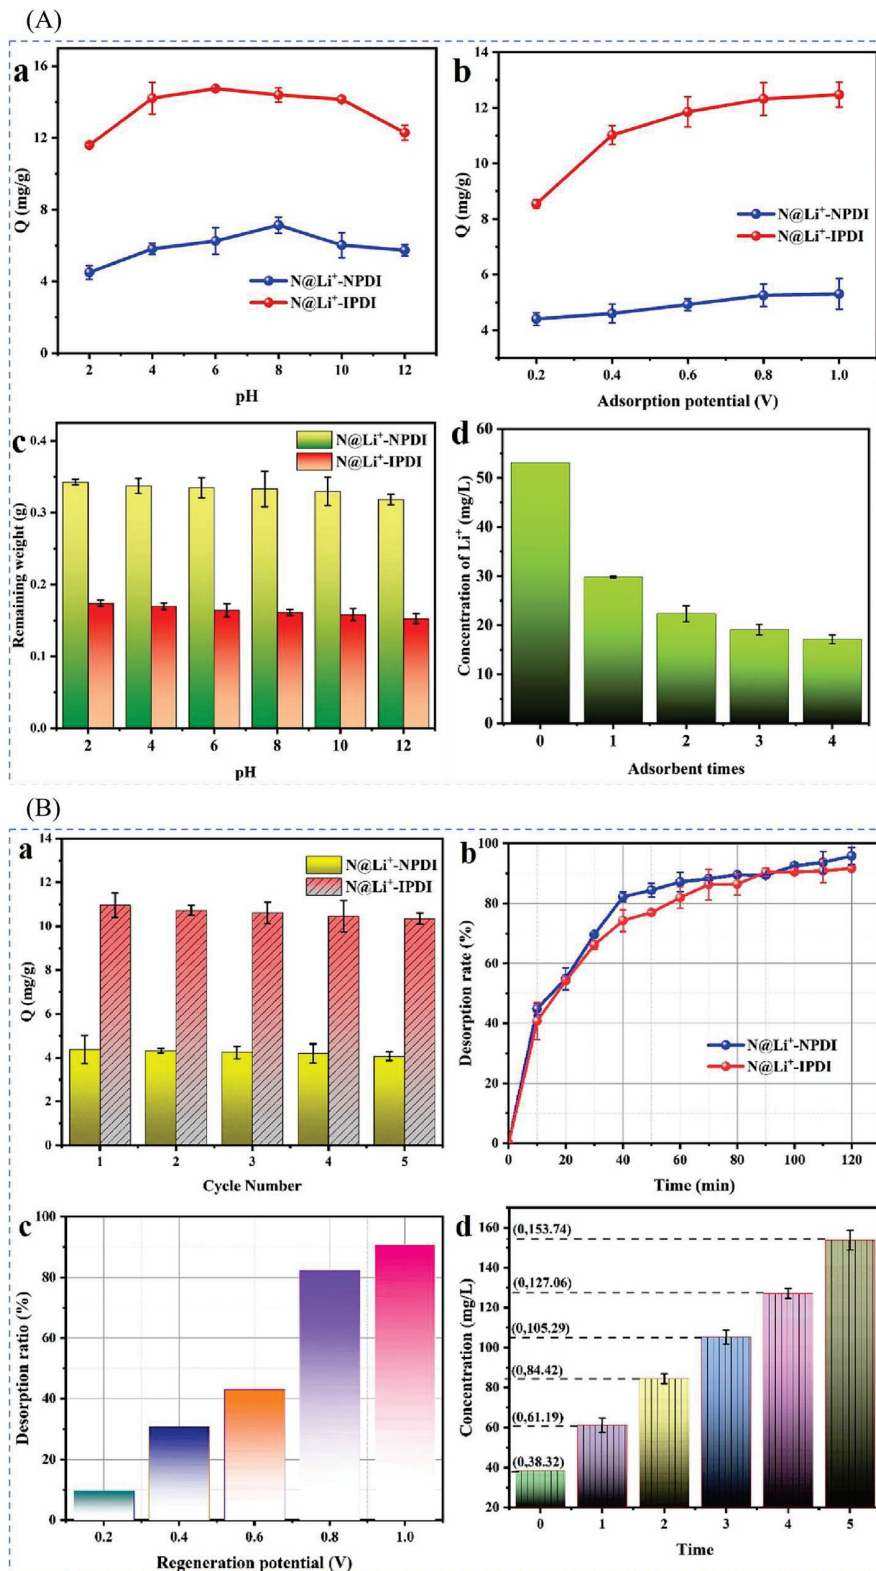 (A)
a
Q (mg/g)
16
12
8
4
0
N@Li⁺-NPDI
N@Li⁺-IPDI
2 4 6 8 10 12
pH
b
Q (mg/g)
14
12
10
8
6
4
N@Li⁺-NPDI
N@Li⁺-IPDI
0.2 0.4 0.6 0.8 1.0
Adsorption potential (V)
c
Remaining weight (g)
0.4
0.3
0.2
0.1
0.0
N@Li⁺-NPDI
N@Li⁺-IPDI
2 4 6 8 10 12
pH
d
Concentration of Li⁺ (mg/L)
60
50
40
30
20
10
0
0 1 2 3 4
Adsorbent times
(B)
a
Q (mg/g)
14
12
10
8
6
4
2
0
N@Li⁺-NPDI
N@Li⁺-IPDI
1 2 3 4 5
Cycle Number
b
Desorption rate (%)
100
80
60
40
20
0
N@Li⁺-NPDI
N@Li⁺-IPDI
0 20 40 60 80 100 120
Time (min)
c
Desorption ratio (%)
100
80
60
40
20
0
0.2 0.4 0.6 0.8 1.0
Regeneration potential (V)
d
Concentration (mg/L)
160
140
120
100
80
60
40
20
(0,153.74)
(0,127.06)
(0,105.29)
(0,84.42)
(0,61.19)
(0,38.32)
0 1 2 3 4 5
Time